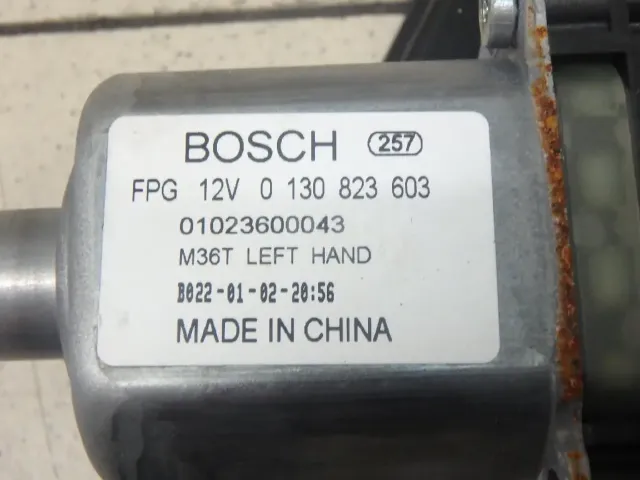 BOSCH 257
FPG 12V 0 130 823 603
01023600043
M36T LEFT HAND
B022-01-02-20:56
MADE IN CHINA